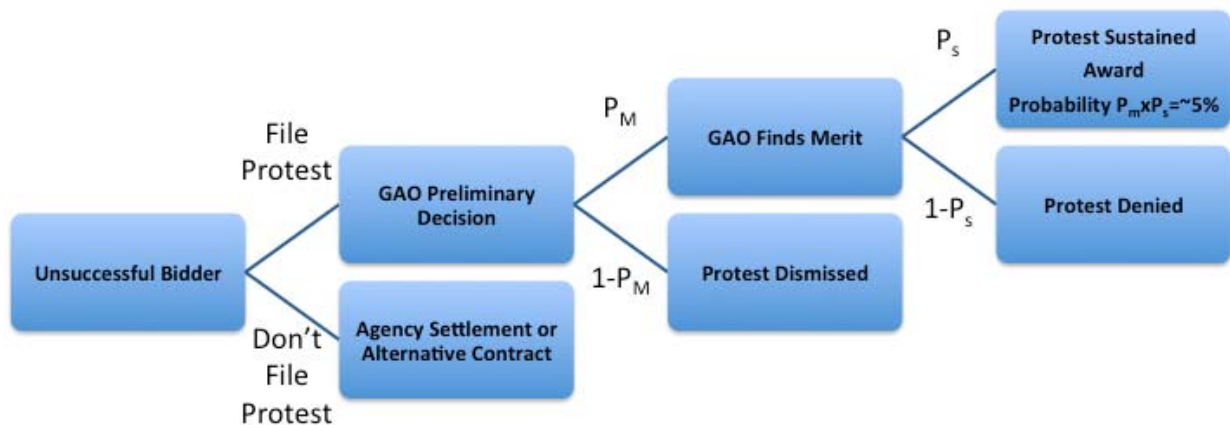 Unsuccessful Bidder
File
Protest
Don't
File
Protest
GAO Preliminary
Decision
Agency Settlement or
Alternative Contract
P_M
1-P_M
GAO Finds Merit
Protest Dismissed
P_s
1-P_s
Protest Sustained
Award
Probability P_mxP_s=~5%
Protest Denied